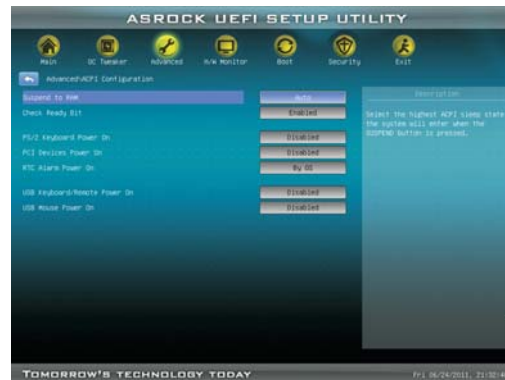 ASROCK UEFI SETUP UTILITY
Main OC Tweaker Advanced H/W Monitor Boot Security Exit
Advanced\ACPI Configuration
Suspend to RAM Auto
Check Ready Bit Enabled
PS/2 Keyboard Power On Disabled
PCI Devices Power On Disabled
RTC Alarm Power On By OS
USB Keyboard/Remote Power On Disabled
USB Mouse Power On Disabled
Description
Select the highest ACPI sleep state
the system will enter when the
SUSPEND button is pressed.
TOMORROW'S TECHNOLOGY TODAY
Fri 06/24/2011,